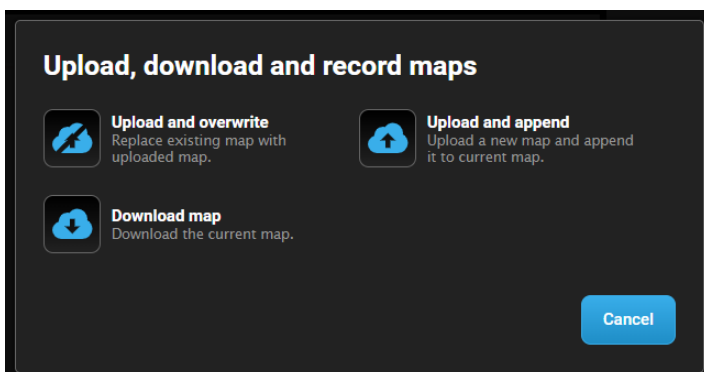 Upload, download and record maps
Upload and overwrite
Replace existing map with
uploaded map.
Upload and append
Upload a new map and append
it to current map.
Download map
Download the current map.
Cancel